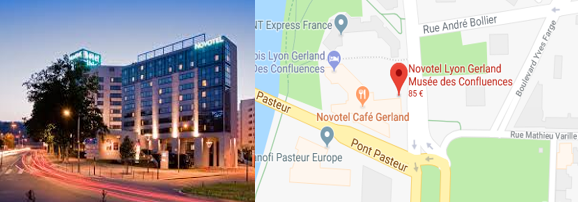 NOVOTEL
NT Express France
Rue André Bollier
ois Lyon Gerland
Des Confluences
Novotel Lyon Gerland
Musée des Confluences
85 €
Boulevard Yves Farge
Pasteur
Novotel Café Gerland
Rue Mathieu Varille
Pont Pasteur
anofi Pasteur Europe